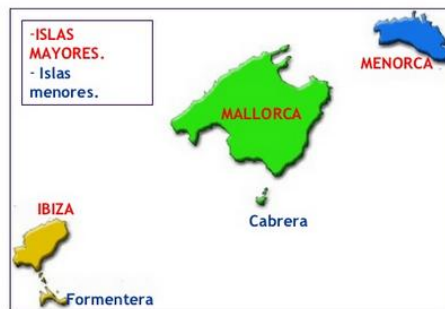 -ISLAS
MAYORES.
- Islas
menores.
MENORCA
MALLORCA
IBIZA
Cabrera
Formentera